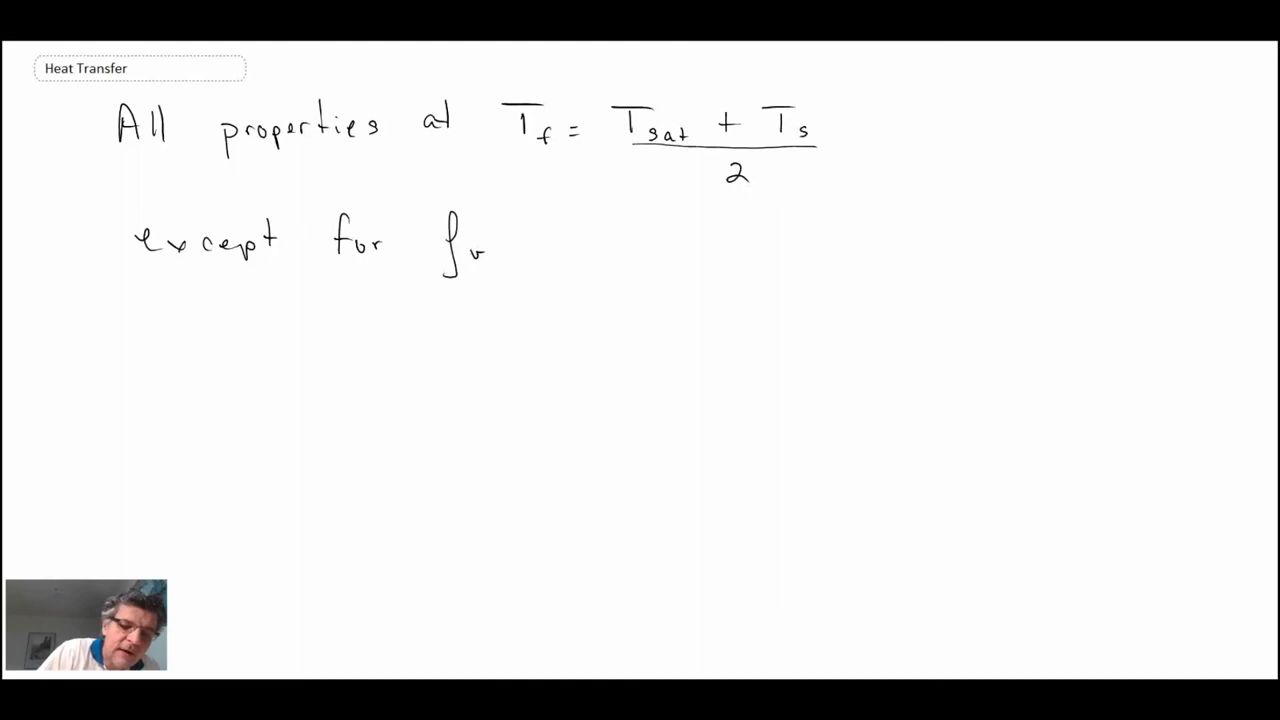 Heat Transfer
All properties at T_f = (T_sat + T_s) / 2
except for ρ_v